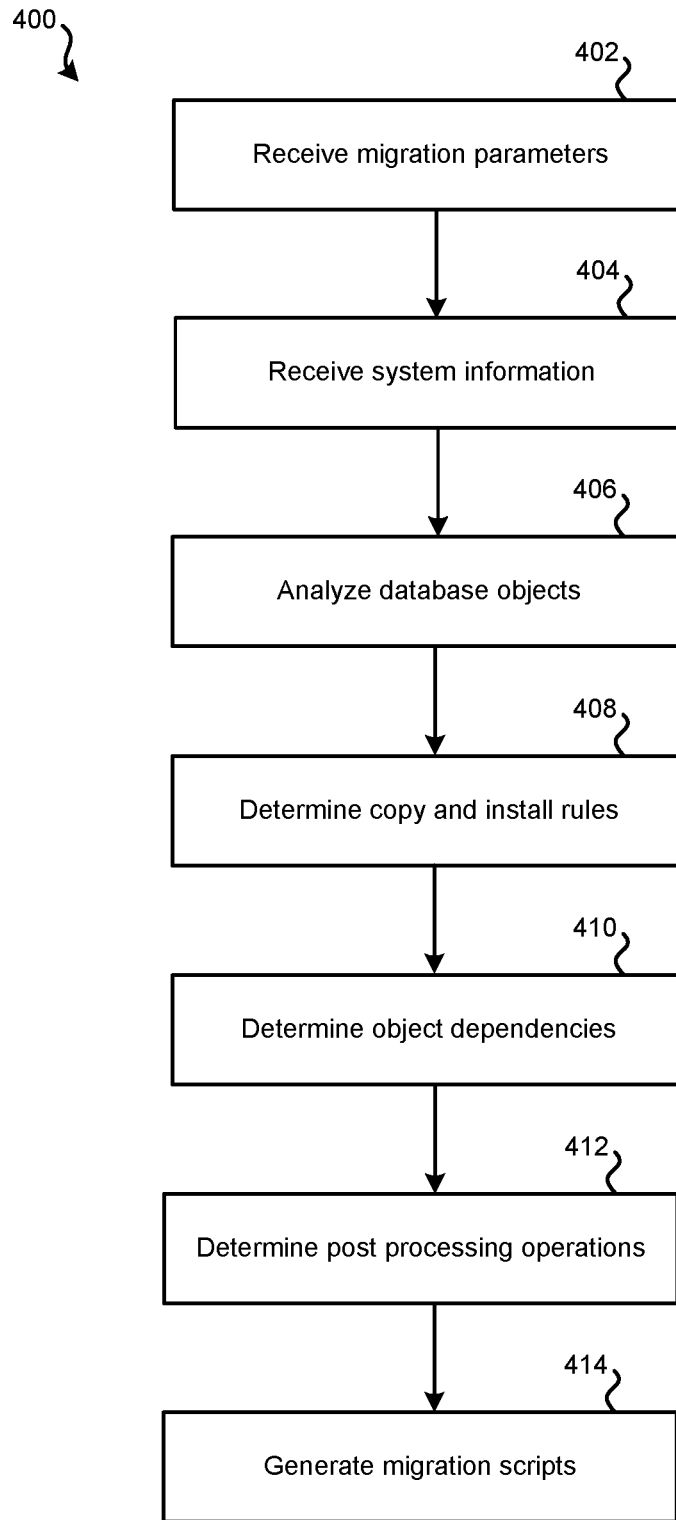 400
402
Receive migration parameters
404
Receive system information
406
Analyze database objects
408
Determine copy and install rules
410
Determine object dependencies
412
Determine post processing operations
414
Generate migration scripts